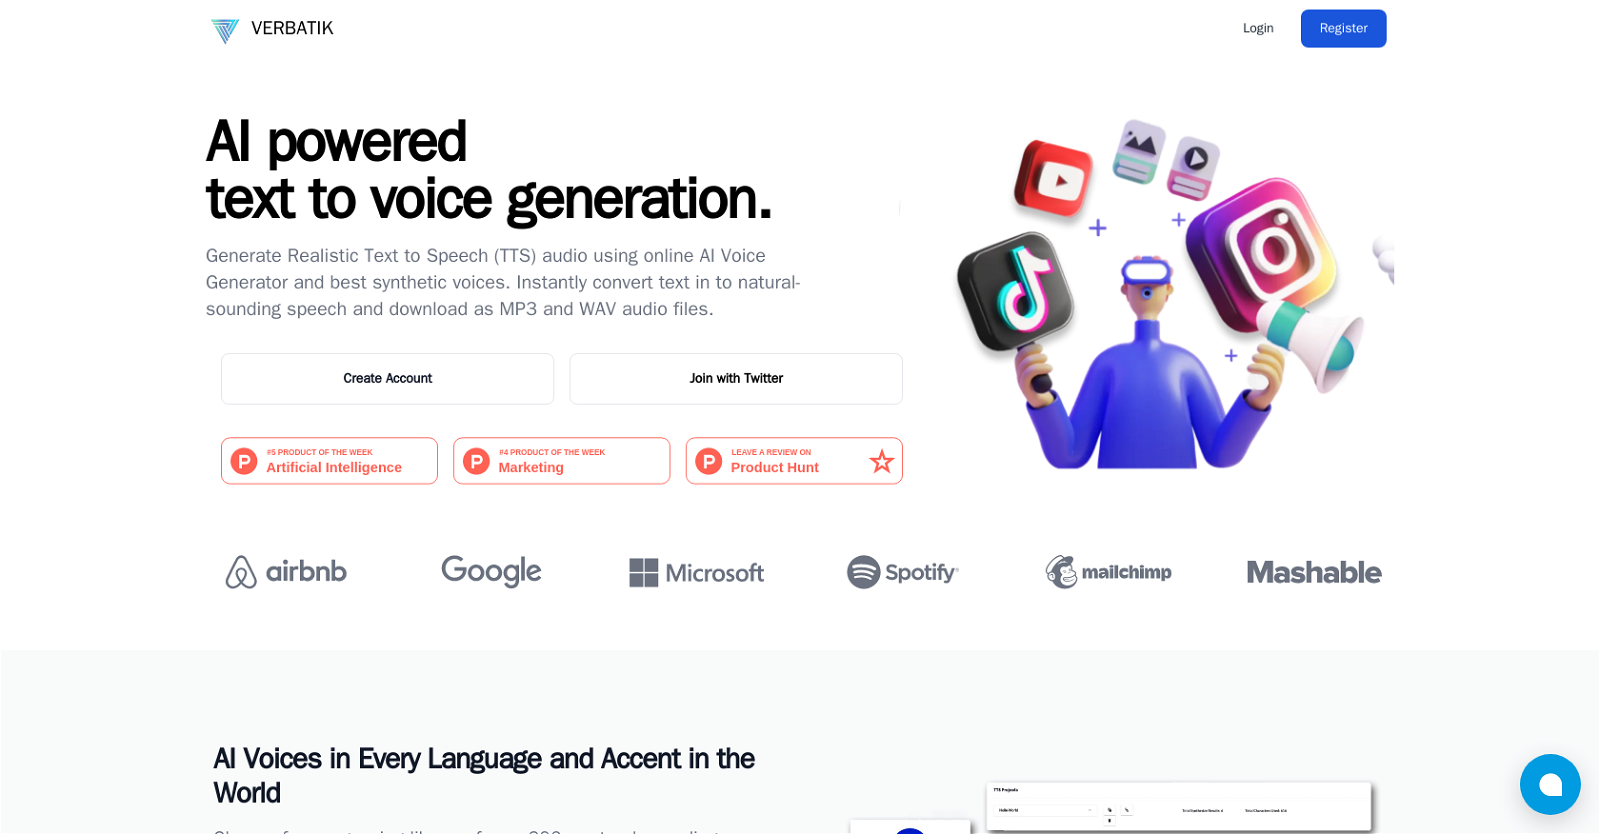 VERBATIK
Login
Register
AI powered
text to voice generation.
Generate Realistic Text to Speech (TTS) audio using online AI Voice
Generator and best synthetic voices. Instantly convert text in to natural-
sounding speech and download as MP3 and WAV audio files.
Create Account
Join with Twitter
#5 PRODUCT OF THE WEEK
Artificial Intelligence
#4 PRODUCT OF THE WEEK
Marketing
LEAVE A REVIEW ON
Product Hunt
airbnb
Google
Microsoft
Spotify
mailchimp
Mashable
AI Voices in Every Language and Accent in the
World
TTS Projects
Hello World